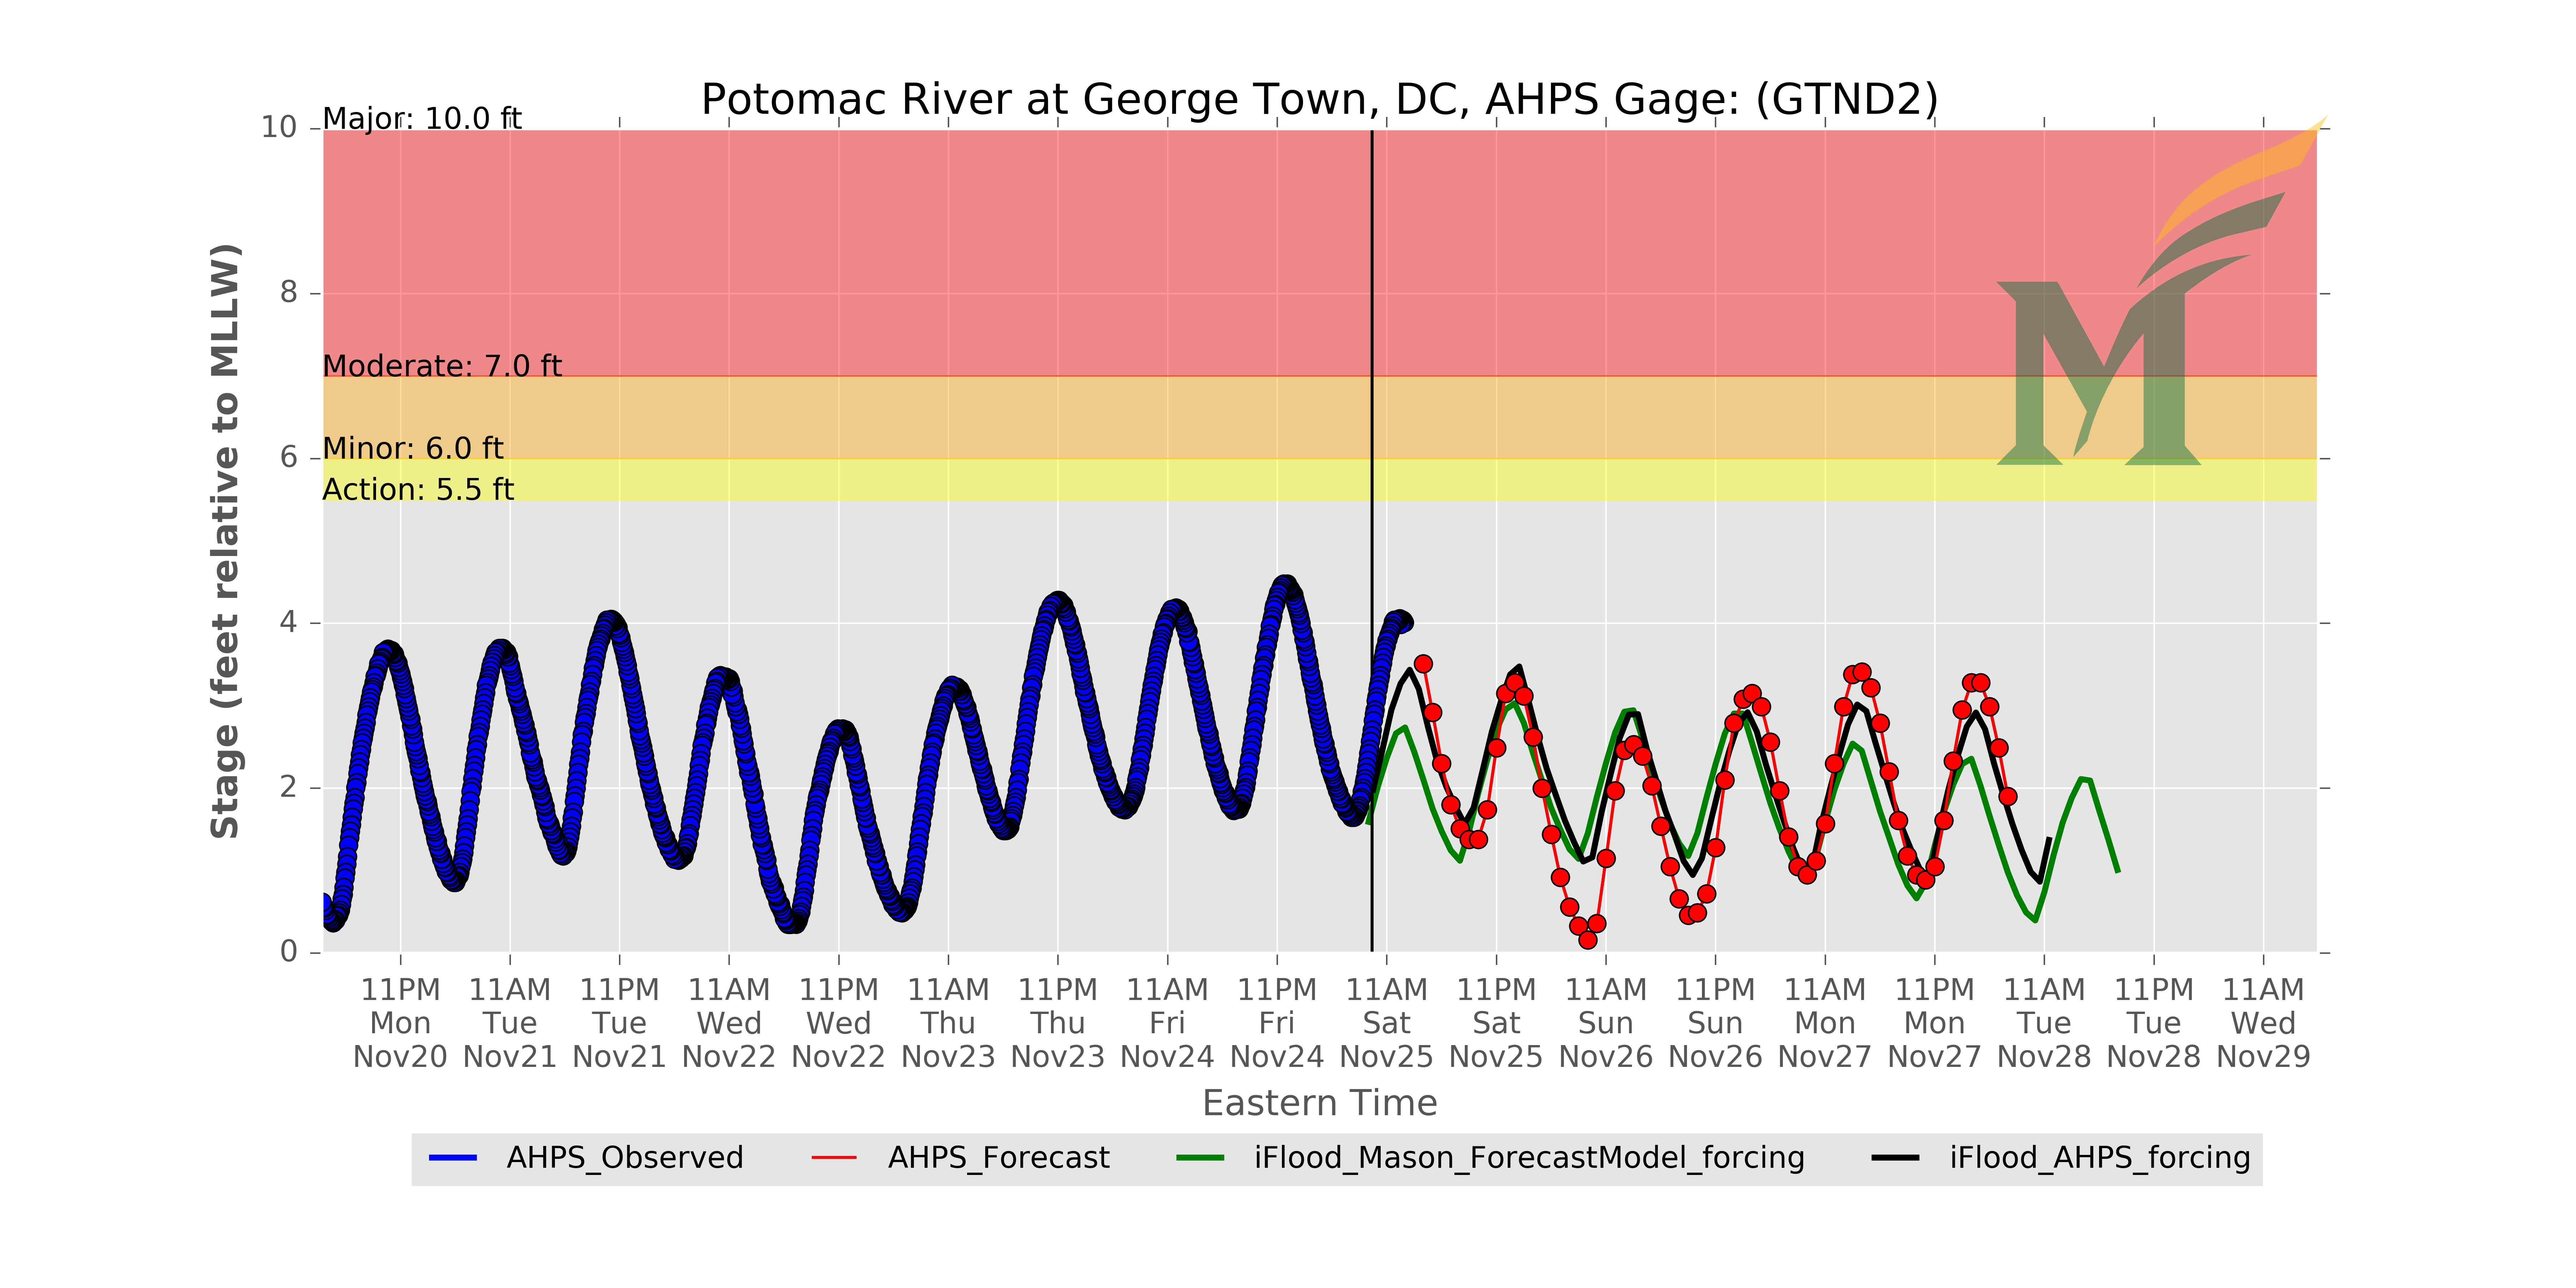 Potomac River at George Town, DC, AHPS Gage: (GTND2)
Stage (feet relative to MLLW)
10
8
6
4
2
0
Major: 10.0 ft
Moderate: 7.0 ft
Minor: 6.0 ft
Action: 5.5 ft
11PM 11AM 11PM 11AM 11PM 11AM 11PM 11AM 11PM 11AM 11PM 11AM 11PM 11AM 11PM 11AM 11PM 11AM
Mon Tue Tue Wed Wed Thu Thu Fri Fri Sat Sat Sun Sun Mon Mon Tue Tue Wed
Nov20 Nov21 Nov21 Nov22 Nov22 Nov23 Nov23 Nov24 Nov24 Nov25 Nov25 Nov26 Nov26 Nov27 Nov27 Nov28 Nov28 Nov29
Eastern Time
AHPS_Observed AHPS_Forecast iFlood_Mason_ForecastModel_forcing iFlood_AHPS_forcing
M